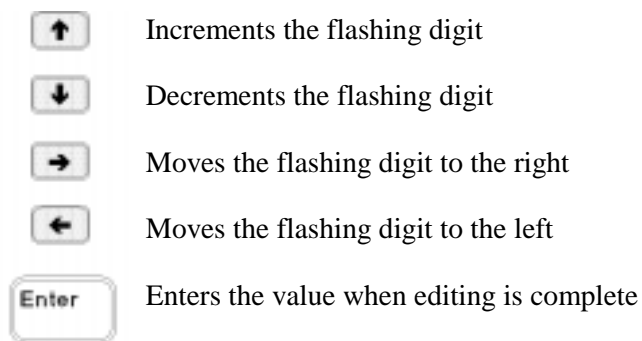 Increments the flashing digit
Decrements the flashing digit
Moves the flashing digit to the right
Moves the flashing digit to the left
Enter Enters the value when editing is complete